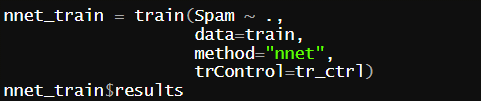 nnet_train = train(Spam ~ .,
                   data=train,
                   method="nnet",
                   trControl=tr_ctrl)
nnet_train$results